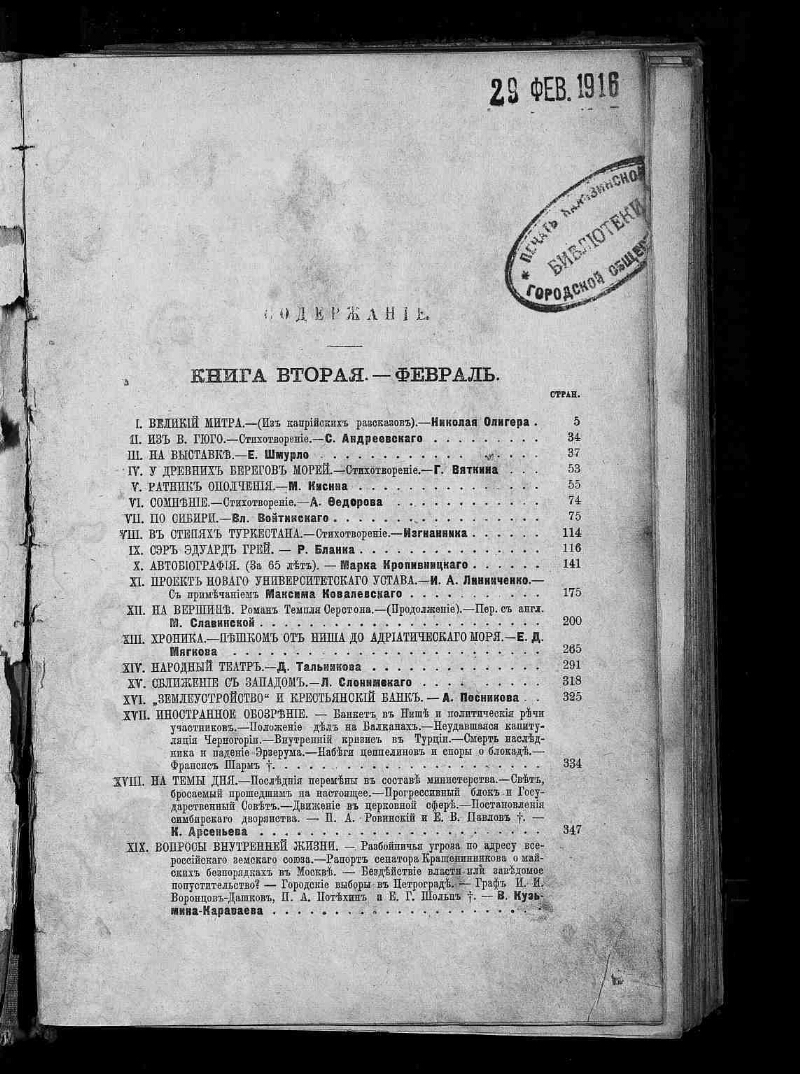 29 ФЕВ. 1916
* ПЕЧАТЬ
БИБЛІОТЕКИ
ГОРОДСКОЙ ОБЩЕ
СОДЕРЖАНІЕ.
КНИГА ВТОРАЯ. — ФЕВРАЛЬ.
СТРАН.
I. ВЕЛИКІЙ МИТРА.—(Изъ капрійскихъ разсказовъ).—Николая Олигера . 5
II. ИЗЪ В. ГЮГО.—Стихотвореніе.—С. Андреевскаго . . . . . . . . . 34
III. НА ВЫСТАВКѢ.—Е. Шмурло . . . . . . . . . . . . . . . . . . 37
IV. У ДРЕВНИХЪ БЕРЕГОВЪ МОРЕЙ.—Стихотвореніе.—Г. Вяткина . . . 53
V. РАТНИКЪ ОПОЛЧЕНІЯ.—М. Кисина . . . . . . . . . . . . . . . . 55
VI. СОМНѢНІЕ.—Стихотвореніе.—А. Ѳедорова . . . . . . . . . . . . 74
VII. ПО СИБИРИ.—Вл. Войтинскаго . . . . . . . . . . . . . . . . . 75
VIII. ВЪ СТЕПЯХЪ ТУРКЕСТАНА.—Стихотвореніе.—Изгнанника . . . . . . 114
IX. СЭРЪ ЭДУАРДЪ ГРЕЙ. — Р. Бланка . . . . . . . . . . . . . . . 116
X. АВТОБІОГРАФІЯ. (За 65 лѣтъ). — Марка Кропивницкаго . . . . . . 141
XI. ПРОЕКТЪ НОВАГО УНИВЕРСИТЕТСКАГО УСТАВА.—И. А. Линниченко.—
Съ примѣчаніемъ Максима Ковалевскаго . . . . . . . . . . . . 175
XII. НА ВЕРШИНѢ. Романъ Темпля Серстона.—(Продолженіе).—Пер. съ англ.
М. Славинской . . . . . . . . . . . . . . . . . . . . . . . 200
XIII. ХРОНИКА.—ПѢШКОМЪ ОТЪ НИША ДО АДРІАТИЧЕСКАГО МОРЯ.—Е. Д.
Мягкова . . . . . . . . . . . . . . . . . . . . . . . . . . 265
XIV. НАРОДНЫЙ ТЕАТРЪ.—Д. Тальникова . . . . . . . . . . . . . . . 291
XV. СБЛИЖЕНІЕ СЪ ЗАПАДОМЪ.—Л. Слонимскаго . . . . . . . . . . . 318
XVI. „ЗЕМЛЕУСТРОЙСТВО“ И КРЕСТЬЯНСКІЙ БАНКЪ. — А. Посникова . . 325
XVII. ИНОСТРАННОЕ ОБОЗРѢНІЕ. — Банкетъ въ Нишѣ и политическія рѣчи
участниковъ.—Положеніе дѣлъ на Балканахъ.—Неудавшаяся капиту-
ляція Черногоріи.—Внутренній кризисъ въ Турціи.—Смерть наслѣд-
ника и паденіе Эрзерума.—Набѣги цеппелиновъ и споры о блокадѣ.—
Франсисъ Шармъ †. . . . . . . . . . . . . . . . . . . . . . 334
XVIII. НА ТЕМЫ ДНЯ.—Послѣднія перемѣны въ составѣ министерства.—Свѣтъ,
бросаемый прошедшимъ на настоящее.—Прогрессивный блокъ и Госу-
дарственный Совѣтъ.—Движеніе въ церковной сферѣ.—Постановленія
симбирскаго дворянства. — П. А. Ровинскій и Е. В. Павловъ †. —
К. Арсеньева . . . . . . . . . . . . . . . . . . . . . . . . 347
XIX. ВОПРОСЫ ВНУТРЕННЕЙ ЖИЗНИ. — Разбойничья угроза по адресу все-
россійскаго земскаго союза.—Рапортъ сенатора Крашенинникова о май-
скихъ безпорядкахъ въ Москвѣ. — Бездѣйствіе власти или завѣдомое
попустительство? — Городскіе выборы въ Петроградѣ. — Графъ И. И.
Воронцовъ-Дашковъ, П. А. Потѣхинъ и Е. Г. Шольпъ †. — В. Кузь-
мина-Караваева . . . . . . . . . . . . . . . . . . . . . . .